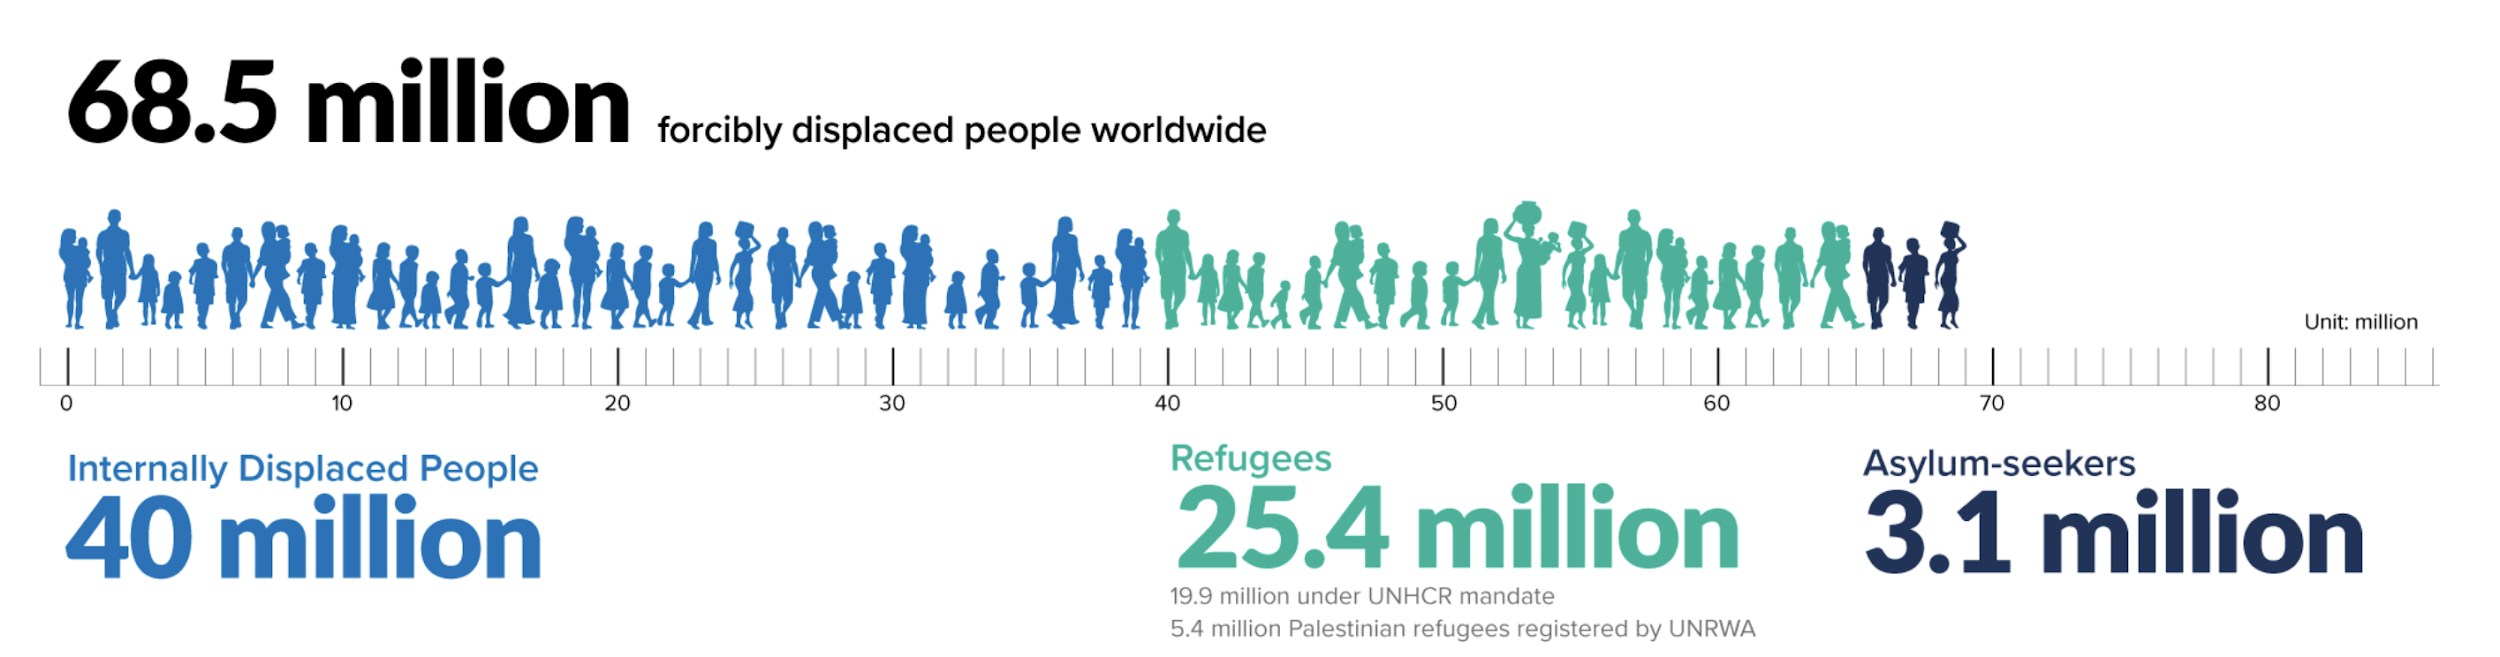 68.5 million forcibly displaced people worldwide
Unit: million
0 10 20 30 40 50 60 70 80
Internally Displaced People
40 million
Refugees
25.4 million
19.9 million under UNHCR mandate
5.4 million Palestinian refugees registered by UNRWA
Asylum-seekers
3.1 million